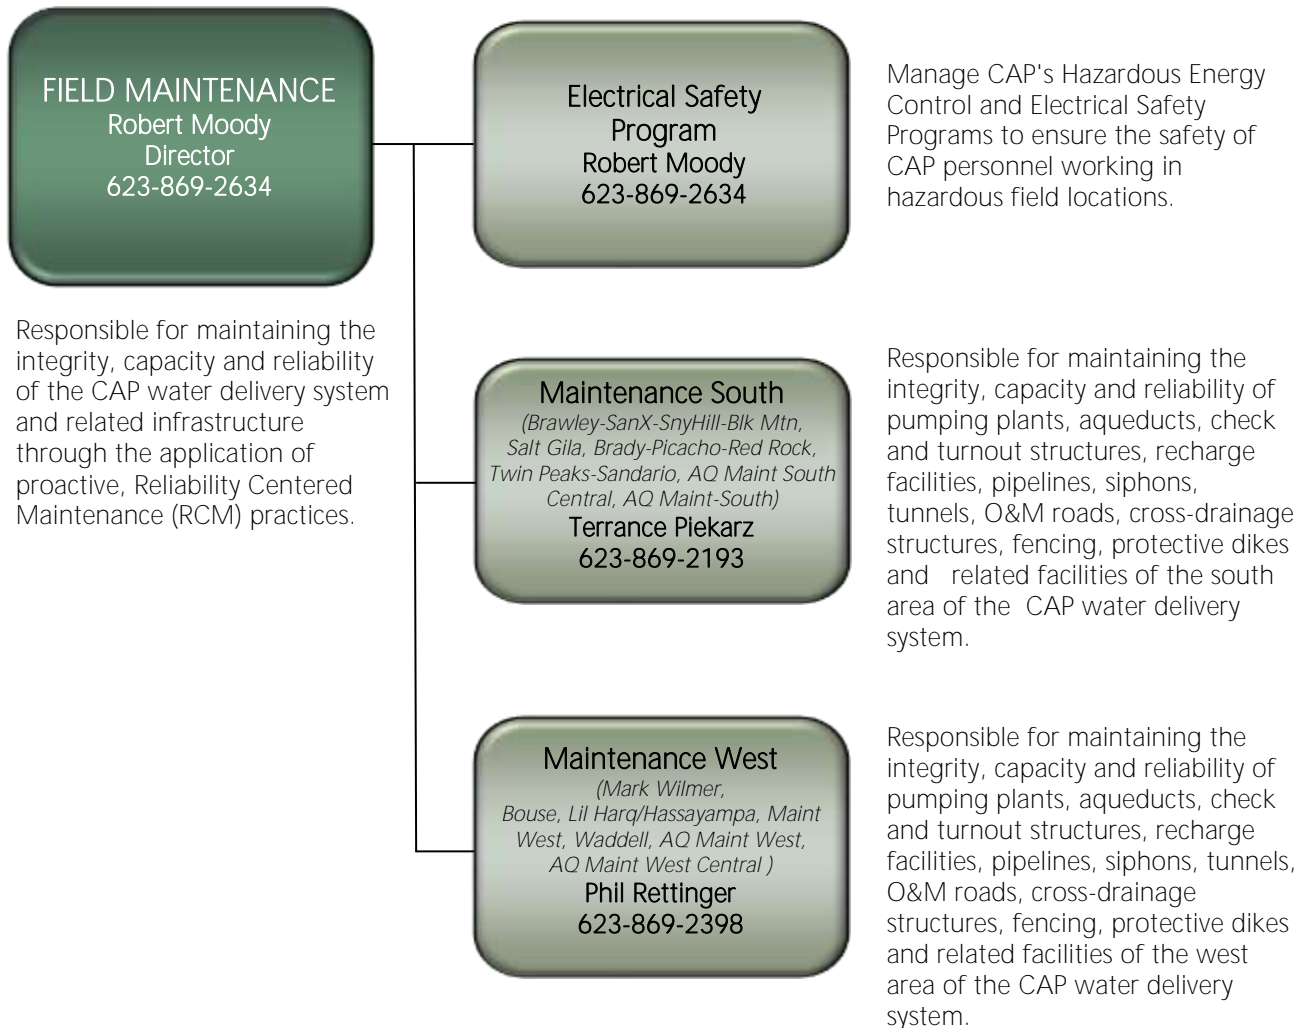 FIELD MAINTENANCE
Robert Moody
Director
623-869-2634
Responsible for maintaining the
integrity, capacity and reliability
of the CAP water delivery system
and related infrastructure
through the application of
proactive, Reliability Centered
Maintenance (RCM) practices.
Electrical Safety
Program
Robert Moody
623-869-2634
Manage CAP's Hazardous Energy
Control and Electrical Safety
Programs to ensure the safety of
CAP personnel working in
hazardous field locations.
Maintenance South
(Brawley-SanX-SnyHill-Blk Mtn,
Salt Gila, Brady-Picacho-Red Rock,
Twin Peaks-Sandario, AQ Maint South
Central, AQ Maint-South)
Terrance Piekarz
623-869-2193
Responsible for maintaining the
integrity, capacity and reliability of
pumping plants, aqueducts, check
and turnout structures, recharge
facilities, pipelines, siphons,
tunnels, O&M roads, cross-drainage
structures, fencing, protective dikes
and   related facilities of the south
area of the  CAP water delivery
system.
Maintenance West
(Mark Wilmer,
Bouse, Lil Harq/Hassayampa, Maint
West, Waddell, AQ Maint West,
AQ Maint West Central )
Phil Rettinger
623-869-2398
Responsible for maintaining the
integrity, capacity and reliability of
pumping plants, aqueducts, check
and turnout structures, recharge
facilities, pipelines, siphons, tunnels,
O&M roads, cross-drainage
structures, fencing, protective dikes
and related facilities of the west
area of the CAP water delivery
system.